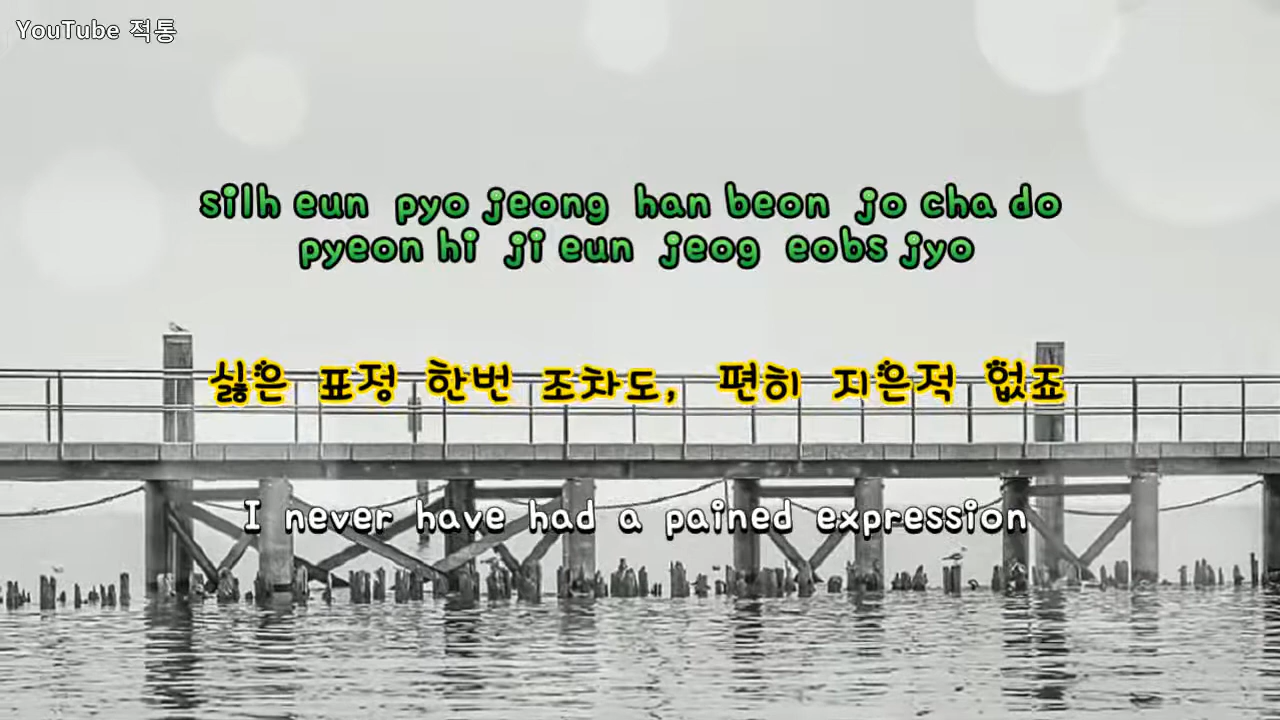 YouTube 적통
silh eun pyo jeong han beon jo cha do
pyeon hi ji eun jeog eobs jyo
싫은 표정 한번 조차도, 편히 지은적 없죠
I never have had a pained expression